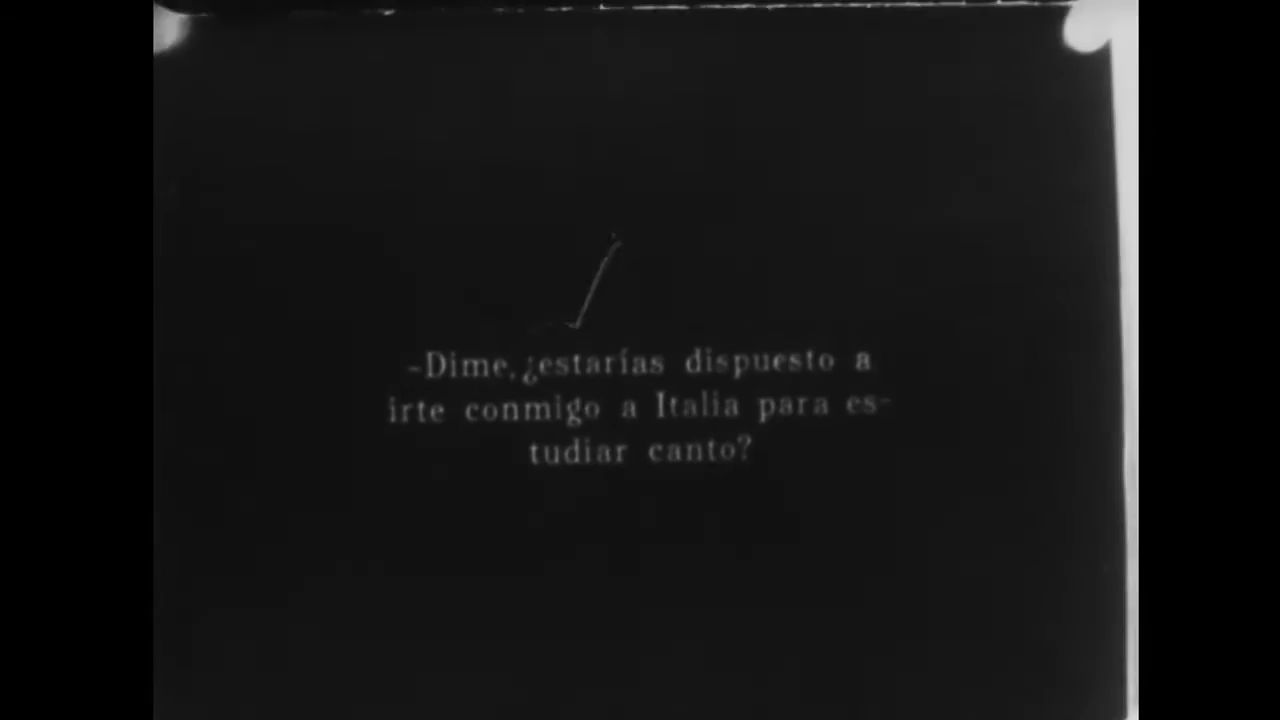 -Dime, ¿estarías dispuesto a
irte conmigo a Italia para es-
tudiar canto?